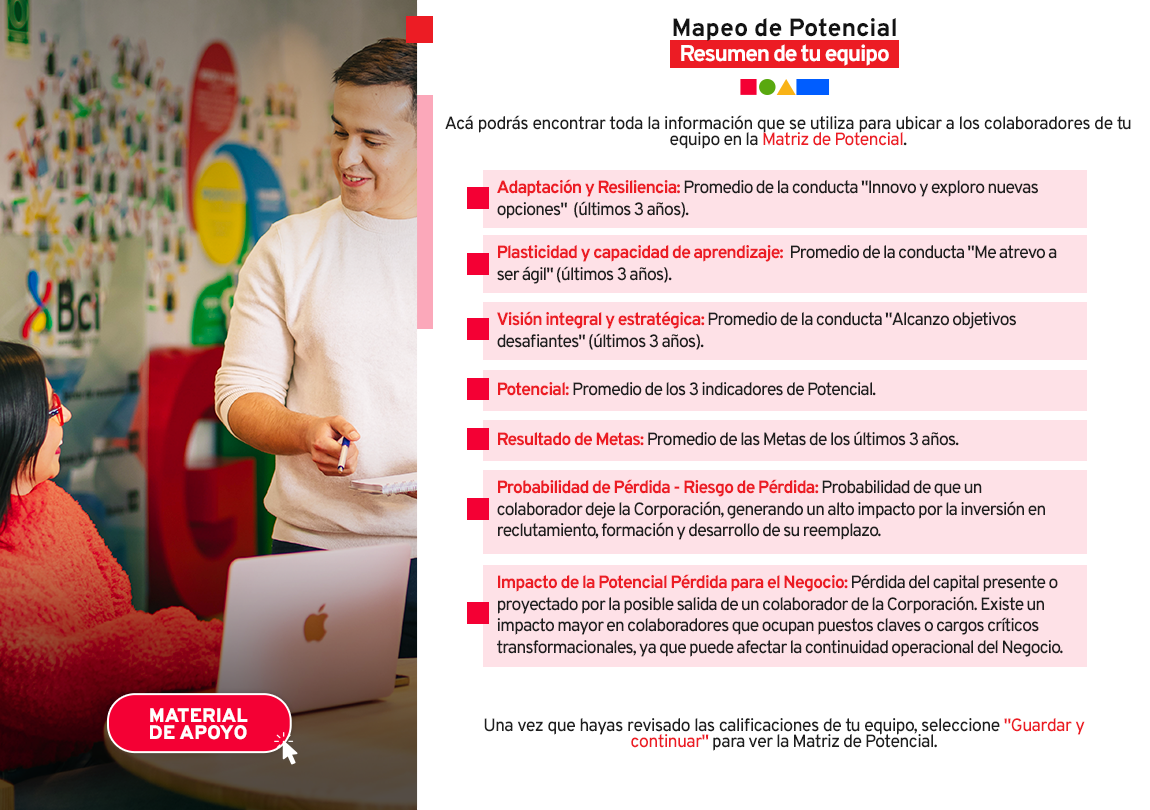 Mapeo de Potencial
Resumen de tu equipo
Acá podrás encontrar toda la información que se utiliza para ubicar a los colaboradores de tu
equipo en la Matriz de Potencial.
Adaptación y Resiliencia: Promedio de la conducta "Innovo y exploro nuevas
opciones" (últimos 3 años).
Plasticidad y capacidad de aprendizaje: Promedio de la conducta "Me atrevo a
ser ágil" (últimos 3 años).
Visión integral y estratégica: Promedio de la conducta "Alcanzo objetivos
desafiantes" (últimos 3 años).
Potencial: Promedio de los 3 indicadores de Potencial.
Resultado de Metas: Promedio de las Metas de los últimos 3 años.
Probabilidad de Pérdida - Riesgo de Pérdida: Probabilidad de que un
colaborador deje la Corporación, generando un alto impacto por la inversión en
reclutamiento, formación y desarrollo de su reemplazo.
Impacto de la Potencial Pérdida para el Negocio: Pérdida del capital presente o
proyectado por la posible salida de un colaborador de la Corporación. Existe un
impacto mayor en colaboradores que ocupan puestos claves o cargos críticos
transformacionales, ya que puede afectar la continuidad operacional del Negocio.
Una vez que hayas revisado las calificaciones de tu equipo, seleccione "Guardar y
continuar" para ver la Matriz de Potencial.
Bci
MATERIAL
DE APOYO